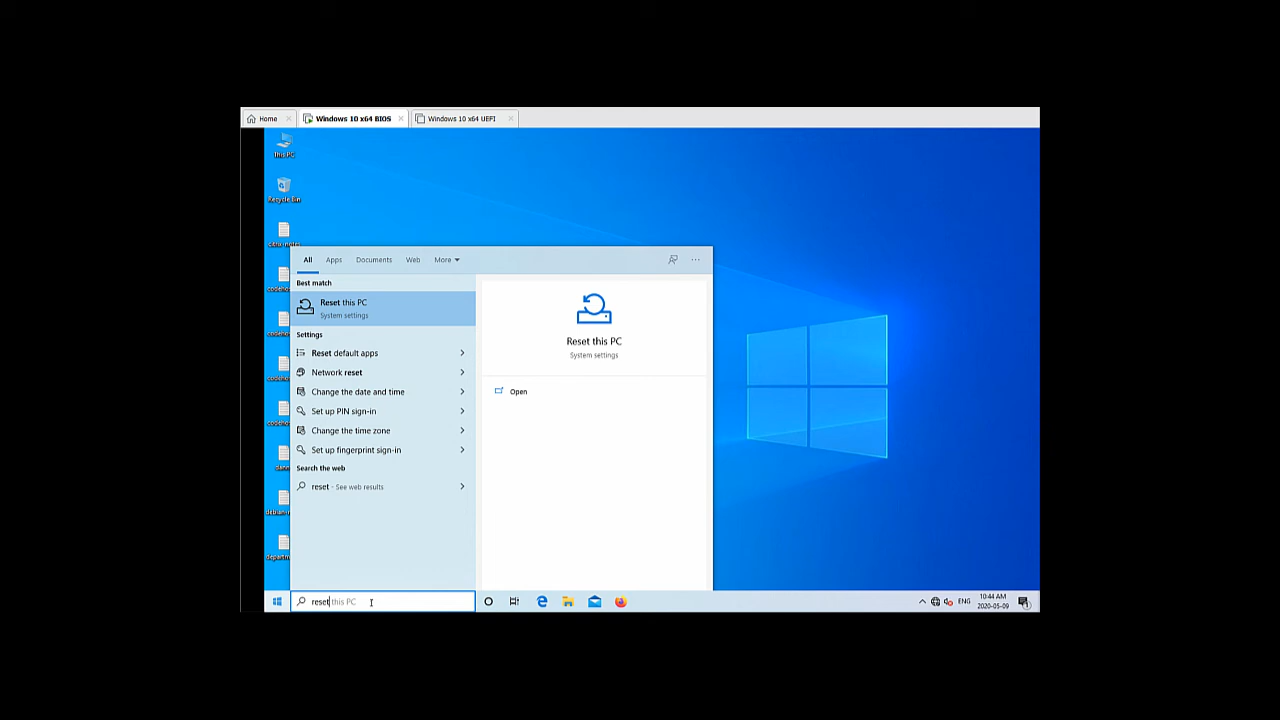 Home
Windows 10 x64 BIOS
Windows 10 x64 UEFI
This PC
Recycle Bin
All Apps Documents Web More
Best match
Reset this PC
System settings
Settings
Reset default apps
Network reset
Change the date and time
Set up PIN sign-in
Change the time zone
Set up fingerprint sign-in
Search the web
reset - See web results
Reset this PC
System settings
Open
reset this PC
ENG
10:44 AM
2020-05-09